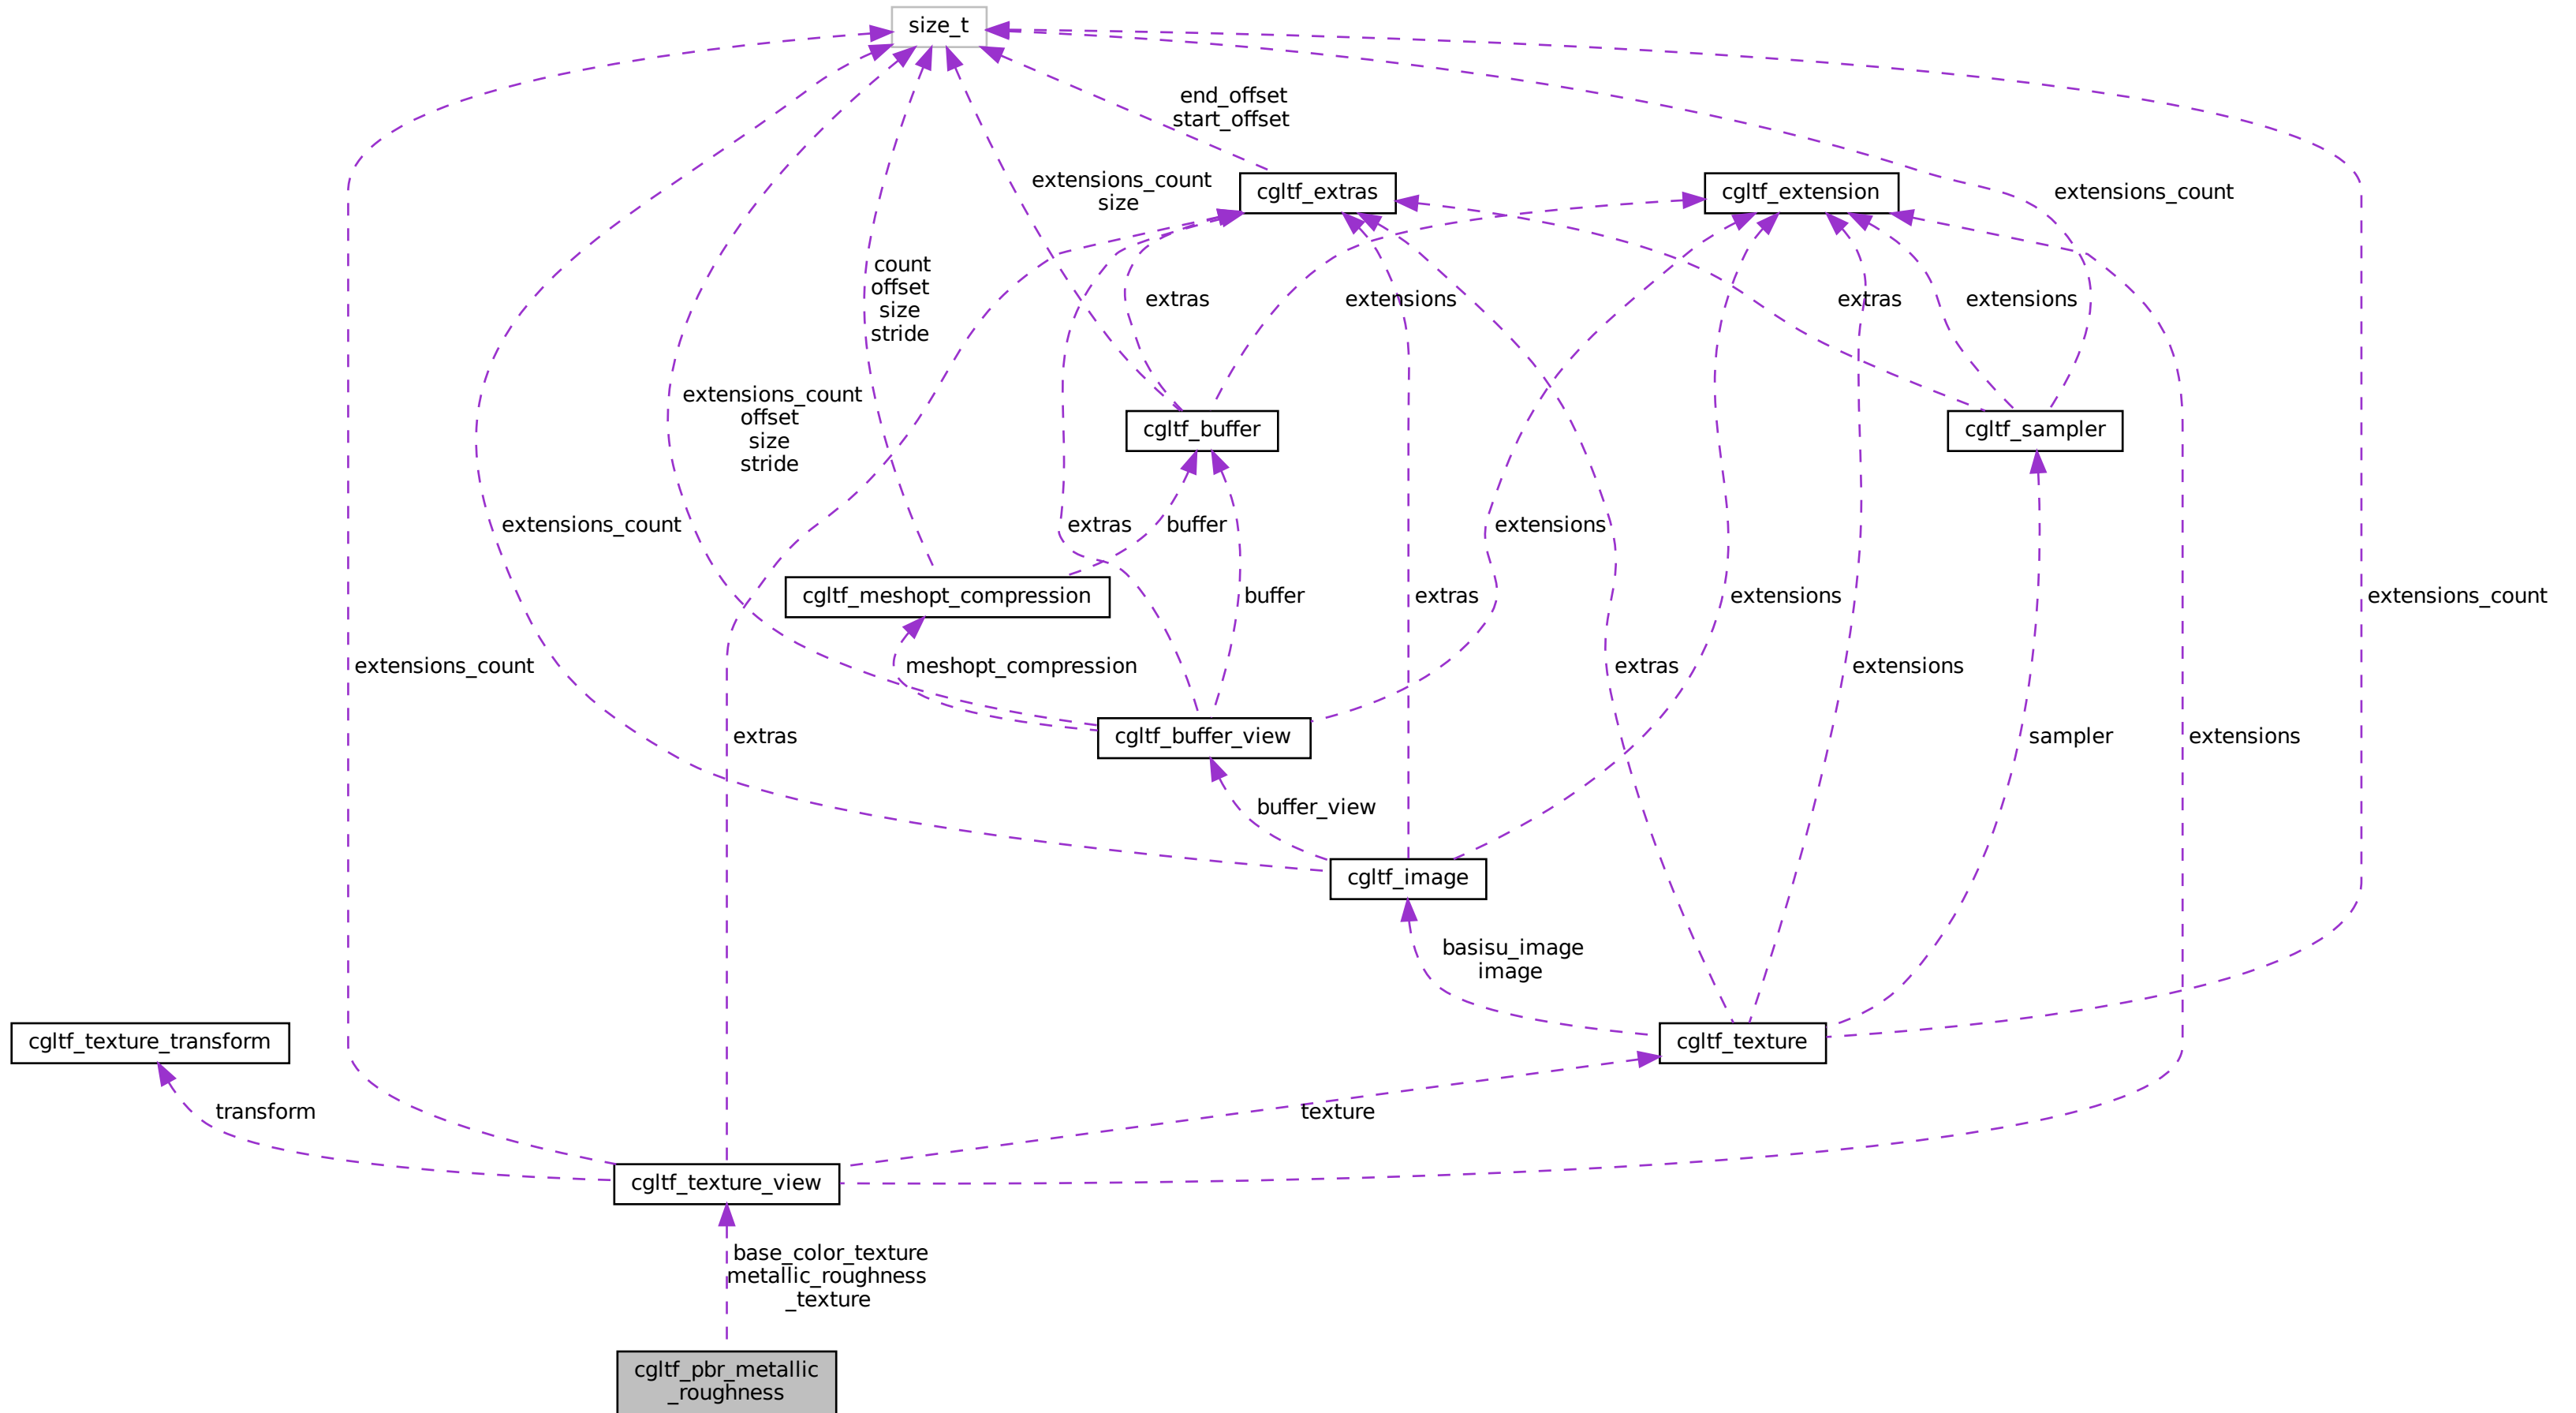 size_t
end_offset
start_offset
extensions_count
size
cgltf_extras
cgltf_extension
extensions_count
count
offset
size
stride
extras
extensions
extras
extensions
extensions_count
offset
size
stride
cgltf_buffer
cgltf_sampler
extensions_count
extras
buffer
extensions
cgltf_meshopt_compression
buffer
extras
extensions
extensions_count
extensions_count
meshopt_compression
extras
extensions
extras
cgltf_buffer_view
sampler
extensions
buffer_view
cgltf_image
basisu_image
image
cgltf_texture_transform
cgltf_texture
transform
texture
cgltf_texture_view
base_color_texture
metallic_roughness
_texture
cgltf_pbr_metallic
_roughness